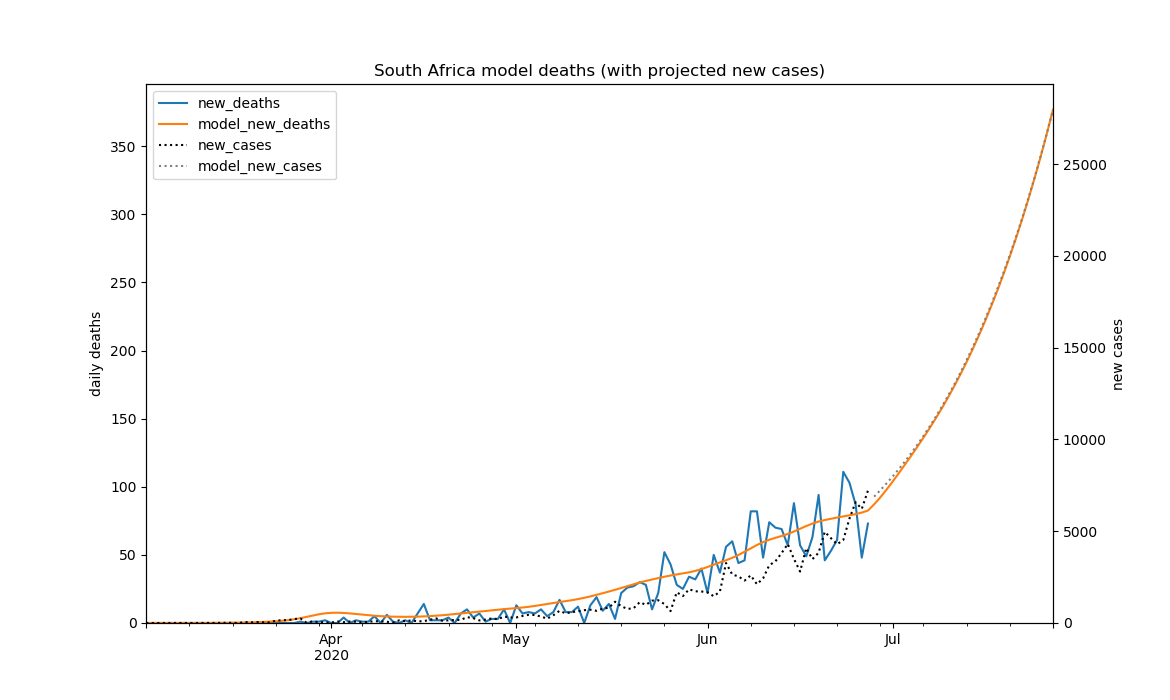 South Africa model deaths (with projected new cases)
new_deaths
model_new_deaths
new_cases
model_new_cases
daily deaths
350
300
250
200
150
100
50
0
25000
20000
15000
10000
5000
0
new cases
Apr
2020
May
Jun
Jul